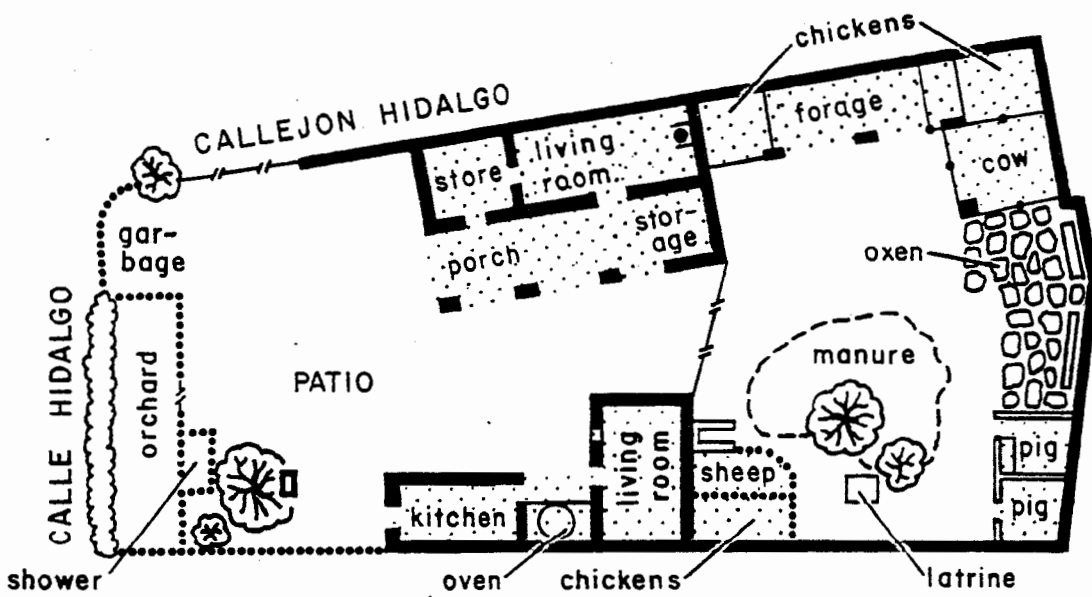 chickens
CALLEJON HIDALGO
forage
living
room
store
cow
stor-
age
gar-
bage
porch
oxen
CALLE HIDALGO
orchard
PATIO
manure
living
room
sheep
pig
kitchen
pig
shower
oven
chickens
latrine